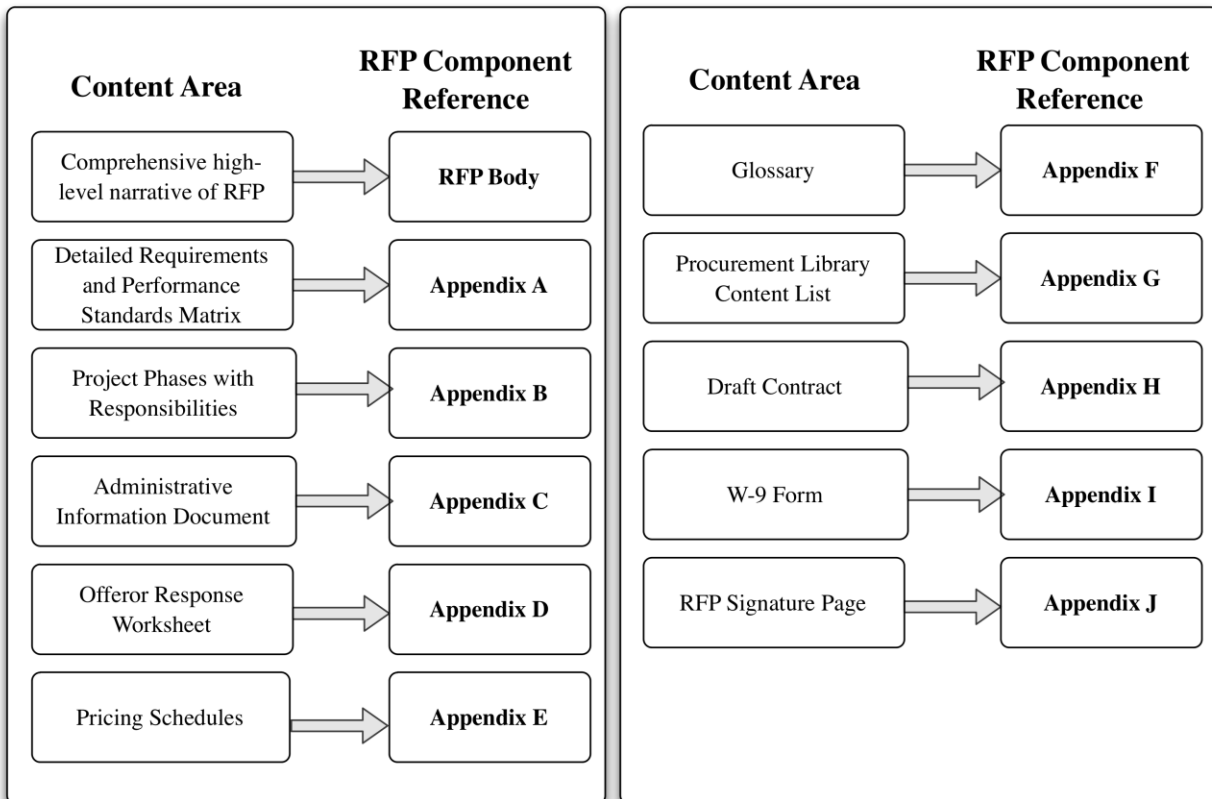 Content Area
RFP Component
Reference
Comprehensive high-
level narrative of RFP
RFP Body
Detailed Requirements
and Performance
Standards Matrix
Appendix A
Project Phases with
Responsibilities
Appendix B
Administrative
Information Document
Appendix C
Offeror Response
Worksheet
Appendix D
Pricing Schedules
Appendix E
Content Area
RFP Component
Reference
Glossary
Appendix F
Procurement Library
Content List
Appendix G
Draft Contract
Appendix H
W-9 Form
Appendix I
RFP Signature Page
Appendix J